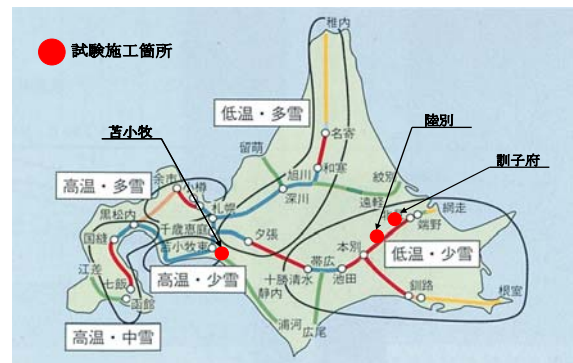 試験施工箇所
稚内
低温・多雪
名寄
苫小牧
留萌
和寒
旭川
紋別
陸別
訓子府
高温・多雪
余市
小樽
深川
札幌
遠軽
網走
端野
黒松内
千歳恵庭
夕張
本別
低温・少雪
国縫
苫小牧東
高温・少雪
十勝清水
帯広
池田
江差
七飯
函館
静内
釧路
根室
高温・中雪
浦河
広尾